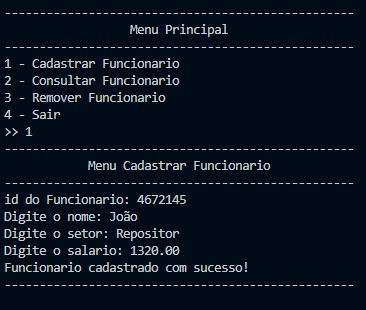 --------------------------------------------------
Menu Principal
--------------------------------------------------
1 - Cadastrar Funcionario
2 - Consultar Funcionario
3 - Remover Funcionario
4 - Sair
>> 1
--------------------------------------------------
Menu Cadastrar Funcionario
--------------------------------------------------
id do Funcionario: 4672145
Digite o nome: João
Digite o setor: Repositor
Digite o salario: 1320.00
Funcionario cadastrado com sucesso!
--------------------------------------------------